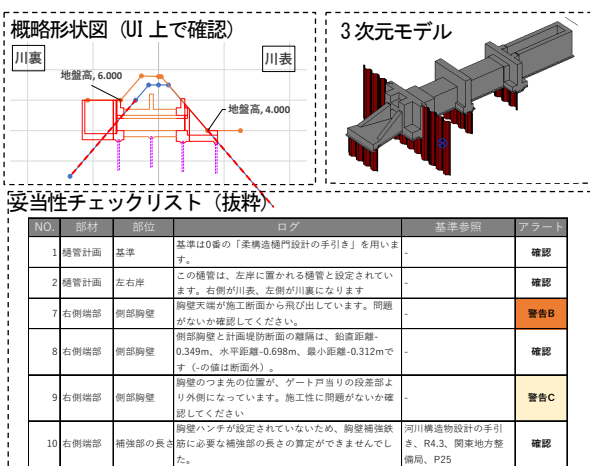 概略形状図（UI 上で確認）
川裏
川表
地盤高, 6.000
地盤高, 4.000
３次元モデル
妥当性チェックリスト（抜粋）
NO. 部材 部位 ログ 基準参照 アラート
1 樋管計画 基準 基準は0番の「柔構造樋門設計の手引き」を用います。 - 確認
2 樋管計画 左右岸 この樋管は、左岸に置かれる樋管と設定されています。右側が川表、左側が川裏になります - 確認
7 右側端部 側部胸壁 胸壁天端が施工断面から飛び出しています。問題がないか確認してください。 - 警告B
8 右側端部 側部胸壁 側部胸壁と計画堤防断面の離隔は、鉛直距離-0.349m、水平距離-0.698m、最小距離-0.312mです（-の値は断面外）。 - 確認
9 右側端部 側部胸壁 胸壁のつま先の位置が、ゲート戸当りの段差部より外側になっています。施工性に問題がないか確認してください - 警告C
10 右側端部 補強部の長さ 胸壁ハンチが設定されていないため、胸壁補強鉄筋に必要な補強部の長さの算定ができませんでした。 河川構造物設計の手引き、R4.3、関東地方整備局、P25 確認